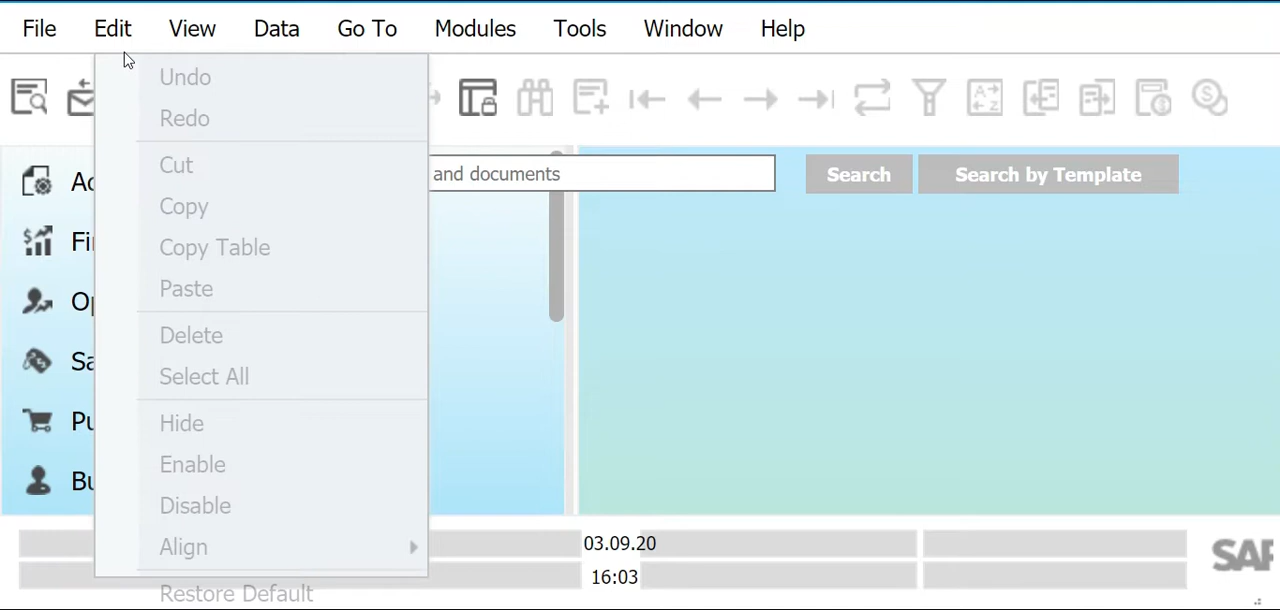 File Edit View Data Go To Modules Tools Window Help
Undo
Redo
Cut
and documents Search Search by Template
Copy
Copy Table
Paste
Delete
Select All
Hide
Enable
Disable
Align
Restore Default
03.09.20
16:03
SAP